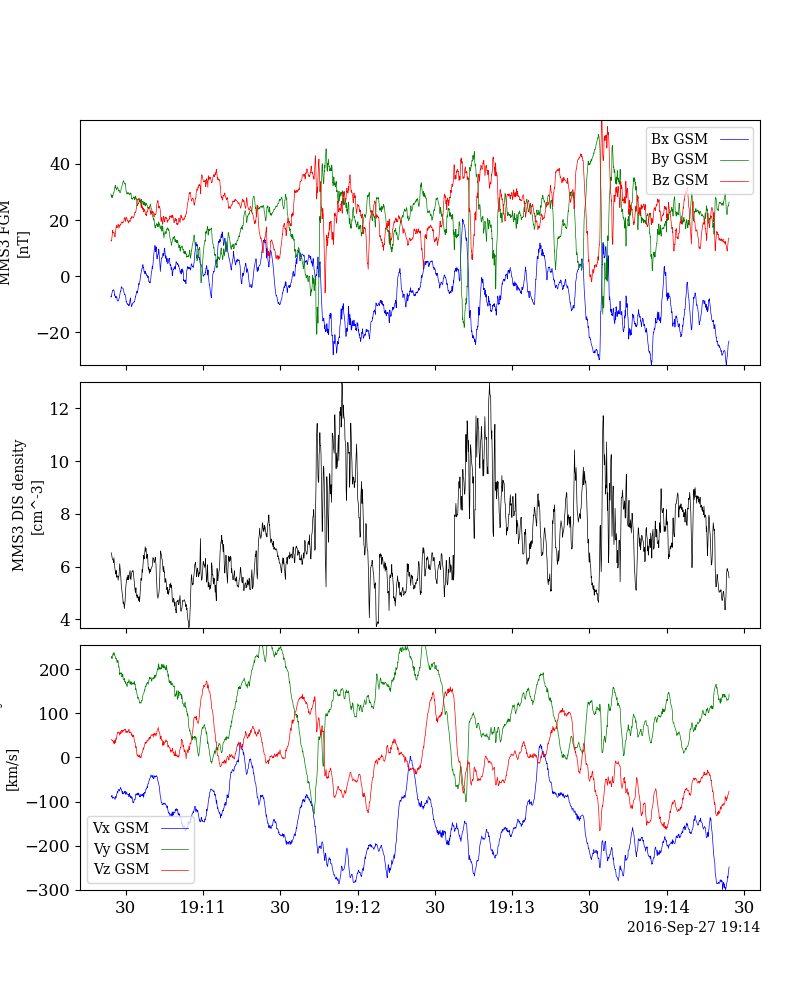 MMS3 FGM
[nT]
40
20
0
−20
Bx GSM
By GSM
Bz GSM
MMS3 DIS density
[cm^-3]
12
10
8
6
4
[km/s]
200
100
0
−100
−200
−300
Vx GSM
Vy GSM
Vz GSM
30
19:11
30
19:12
30
19:13
30
19:14
30
2016-Sep-27 19:14